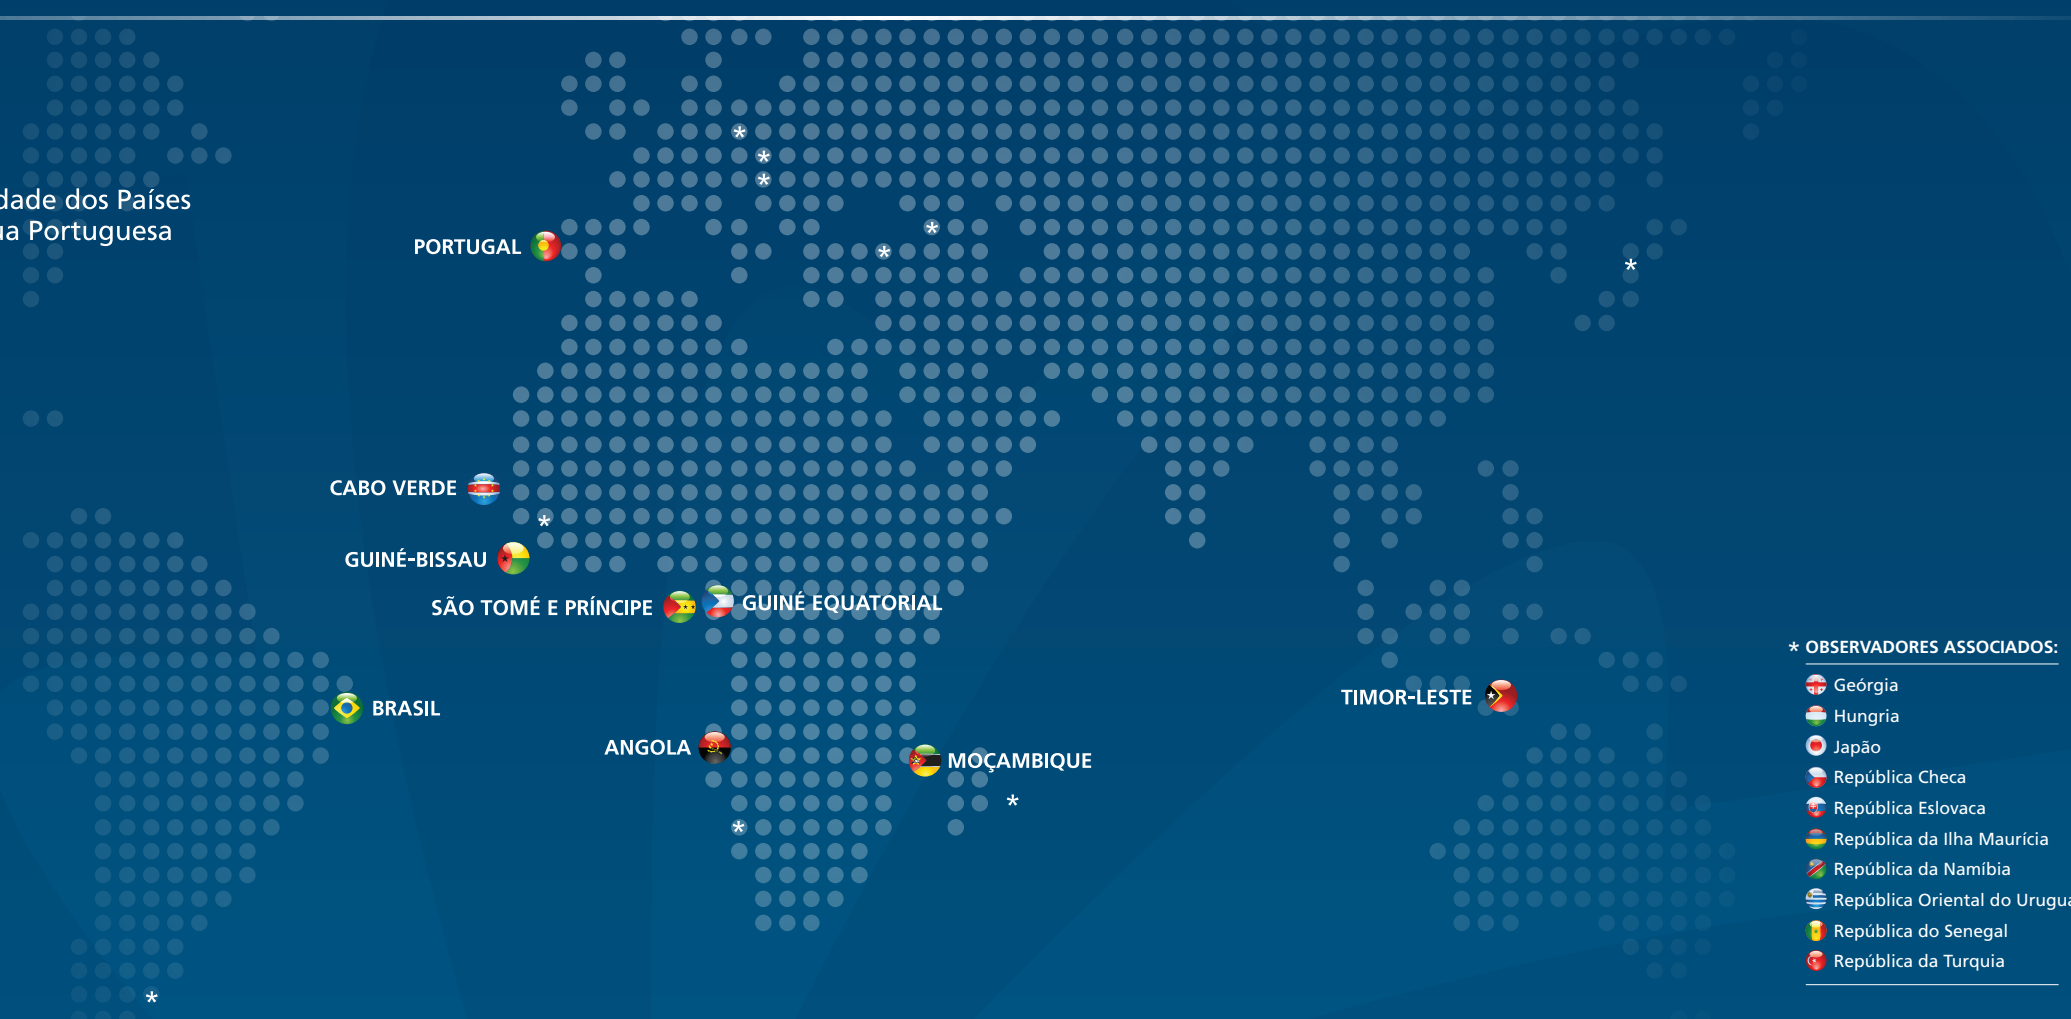 dade dos Países
ua Portuguesa
PORTUGAL
CABO VERDE
GUINÉ-BISSAU
SÃO TOMÉ E PRÍNCIPE
GUINÉ EQUATORIAL
BRASIL
TIMOR-LESTE
ANGOLA
MOÇAMBIQUE
* OBSERVADORES ASSOCIADOS:
Geórgia
Hungria
Japão
República Checa
República Eslovaca
República da Ilha Maurícia
República da Namíbia
República Oriental do Urugua
República do Senegal
República da Turquia